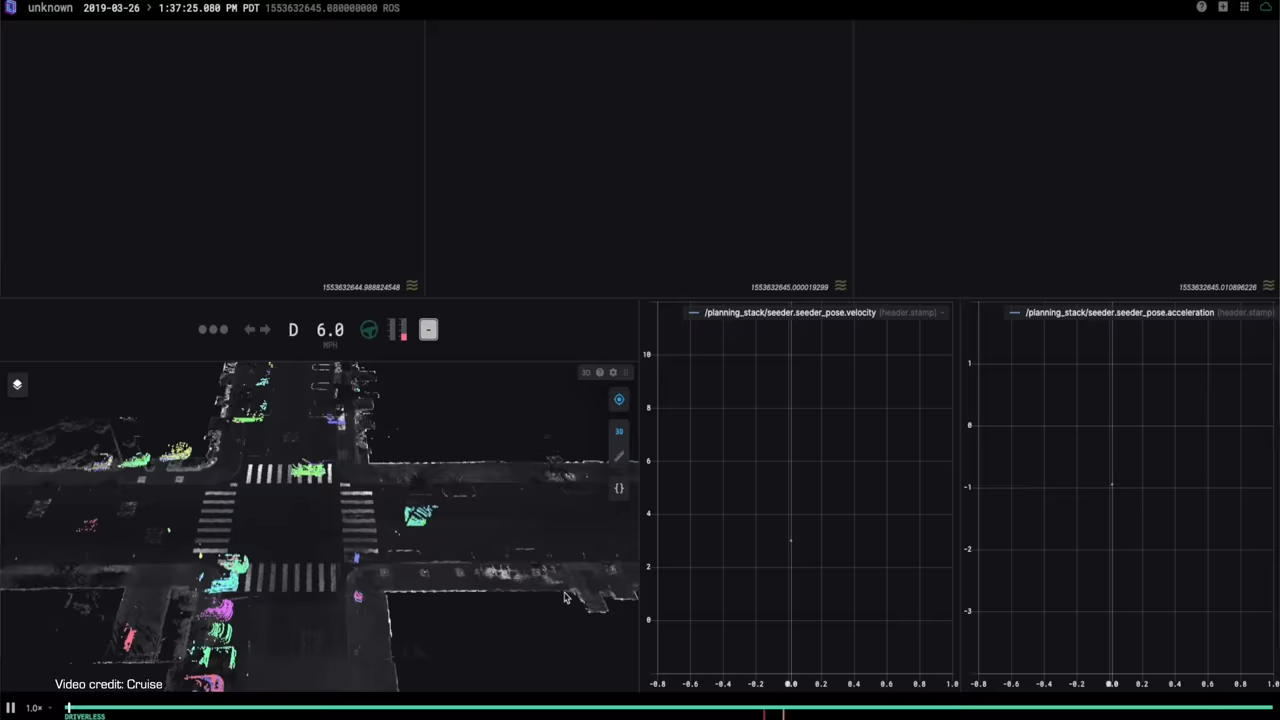 unknown 2019-03-26 > 1:37:25.080 PM PDT 1553632645.080000000 ROS
1553632644.988824548
1553632645.000019299
1553632645.010896226
D 6.0
MPH
3D
3D
{}
/planning_stack/seeder.seeder_pose.velocity (header.stamp)
10
8
6
4
2
0
-0.8 -0.6 -0.4 -0.2 0.0 0.2 0.4 0.6 0.8 1.0
/planning_stack/seeder.seeder_pose.acceleration (header.stamp)
1
0
-1
-2
-3
-0.8 -0.6 -0.4 -0.2 0.0 0.2 0.4 0.6 0.8 1.0
Video credit: Cruise
1.0×
DRIVERLESS